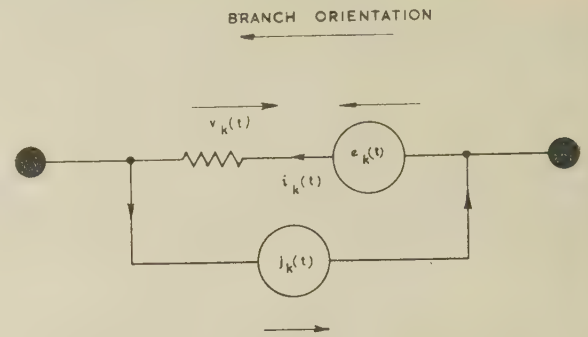 BRANCH ORIENTATION
v_k(t)
e_k(t)
i_k(t)
j_k(t)